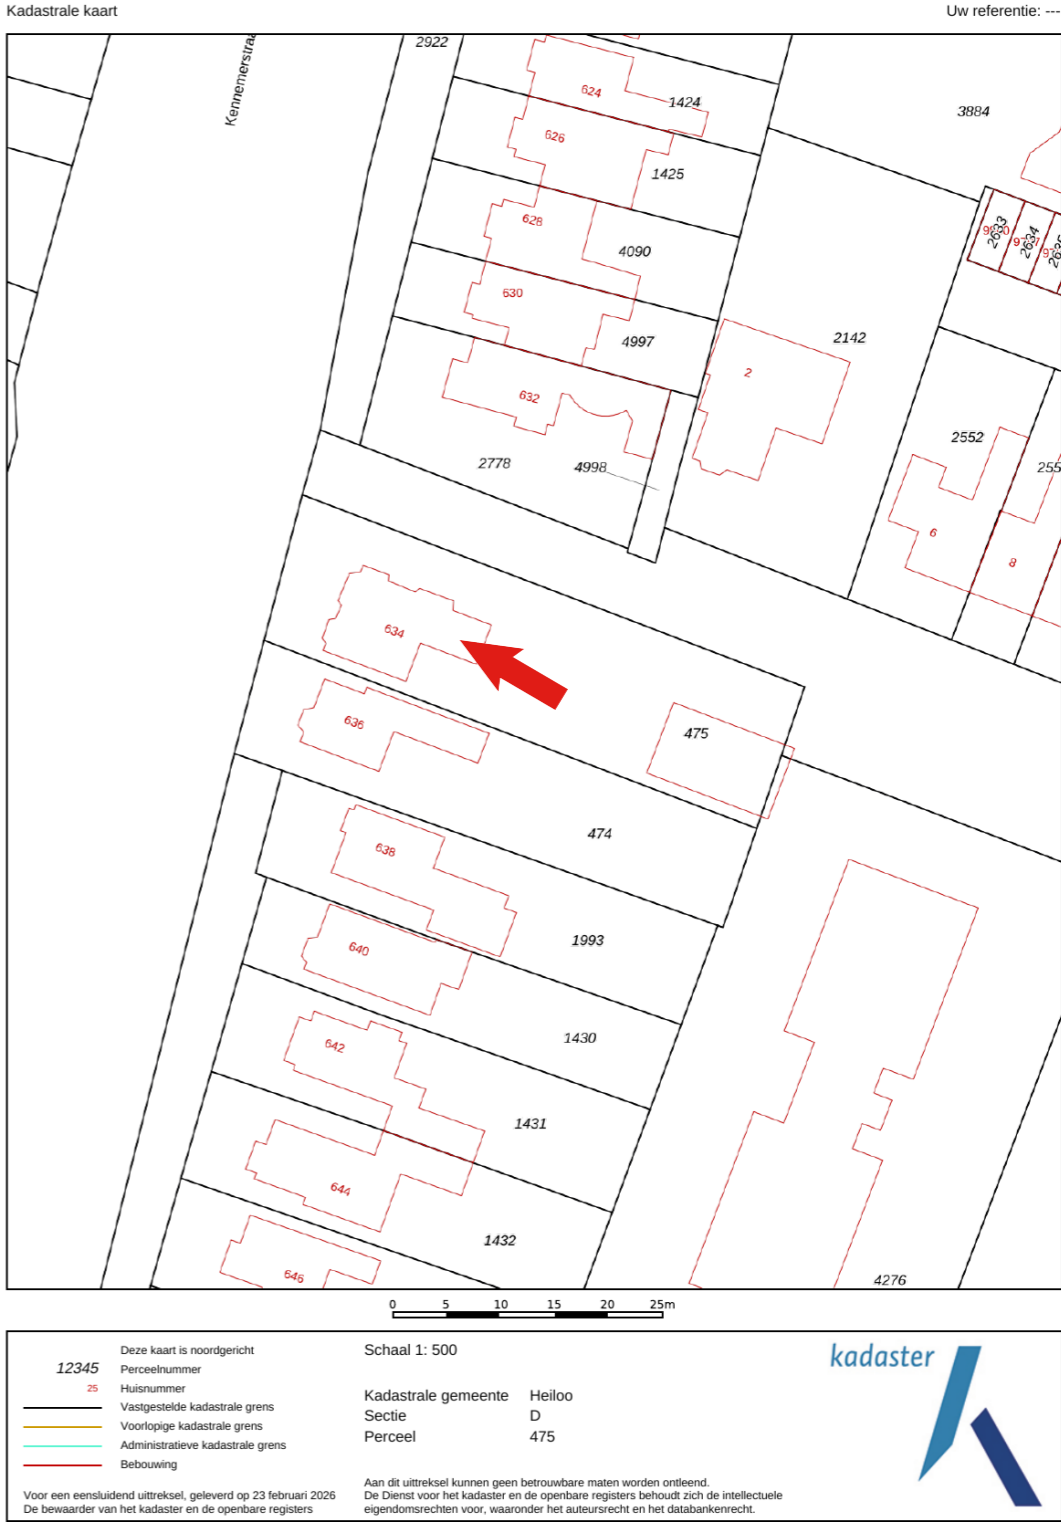 Kadastrale kaart
Uw referentie: ---
2922
624
1424
3884
626
1425
628
4090
2633
2634
630
4997
2142
2
632
2778
4998
2552
6
8
634
636
475
474
638
1993
640
1430
642
1431
644
1432
646
4276
0 5 10 15 20 25m
Deze kaart is noordgericht
12345 Perceelnummer
25 Huisnummer
Vastgestelde kadastrale grens
Voorlopige kadastrale grens
Administratieve kadastrale grens
Bebouwing
Voor een eensluidend uittreksel, geleverd op 23 februari 2026
De bewaarder van het kadaster en de openbare registers
Schaal 1: 500
Kadastrale gemeente Heiloo
Sectie D
Perceel 475
Aan dit uittreksel kunnen geen betrouwbare maten worden ontleend.
De Dienst voor het kadaster en de openbare registers behoudt zich de intellectuele
eigendomsrechten voor, waaronder het auteursrecht en het databankenrecht.
kadaster